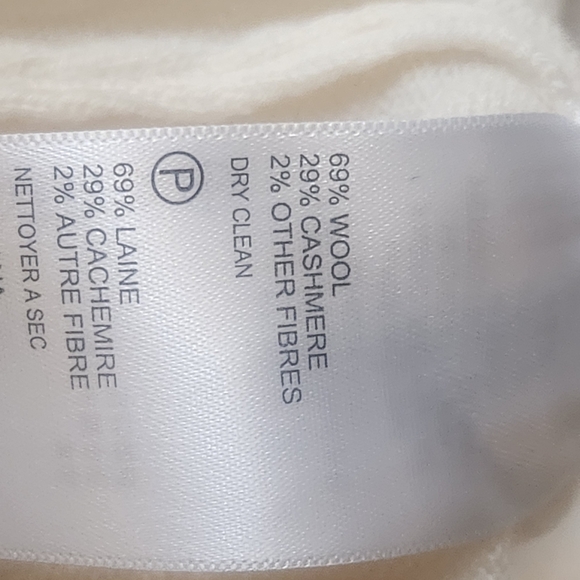 69% WOOL
29% CASHMERE
2% OTHER FIBRES
DRY CLEAN
P
69% LAINE
29% CACHEMIRE
2% AUTRE FIBRE
NETTOYER A SEC